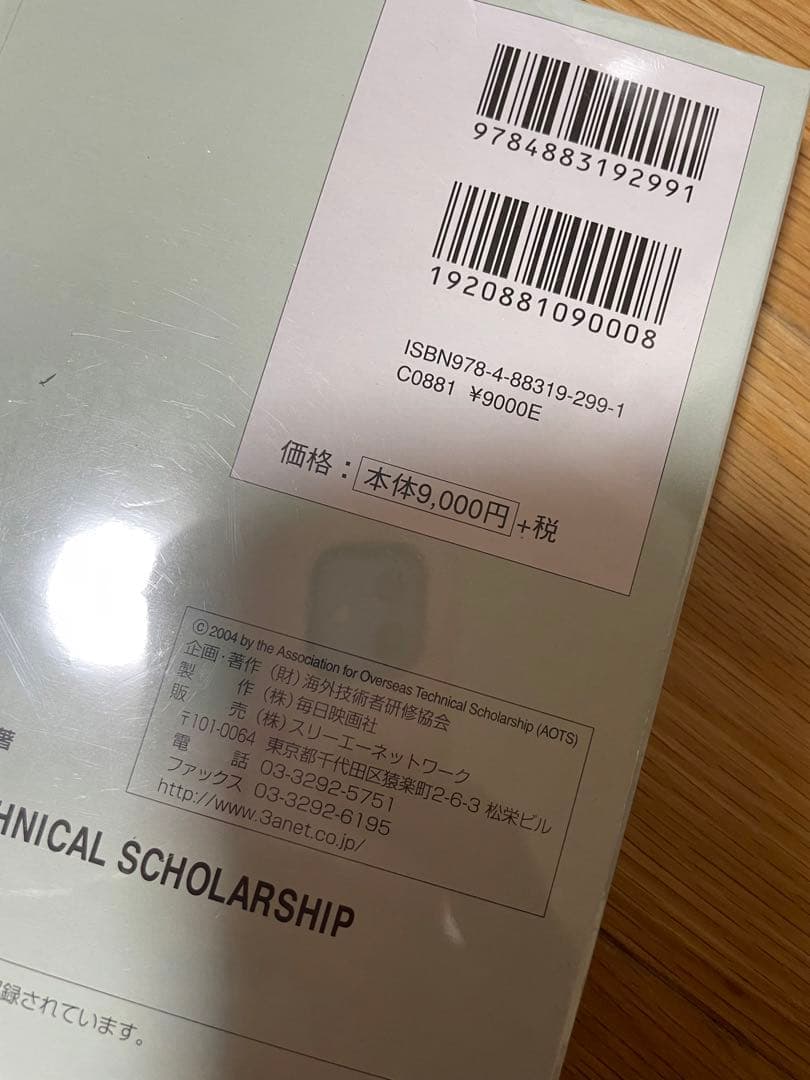 9784883192991
1920881090008
ISBN978-4-88319-299-1
C0881 ¥9000E
価格：本体9,000円+税
©2004 by the Association for Overseas Technical Scholarship (AOTS)
企画・著作 (財)海外技術者研修協会
製 作 (株)毎日映画社
販 売 (株)スリーエーネットワーク
〒101-0064 東京都千代田区猿楽町2-6-3 松栄ビル
電 話 03-3292-5751
ファックス 03-3292-6195
http://www.3anet.co.jp/
著
HNICAL SCHOLARSHIP
録されています。